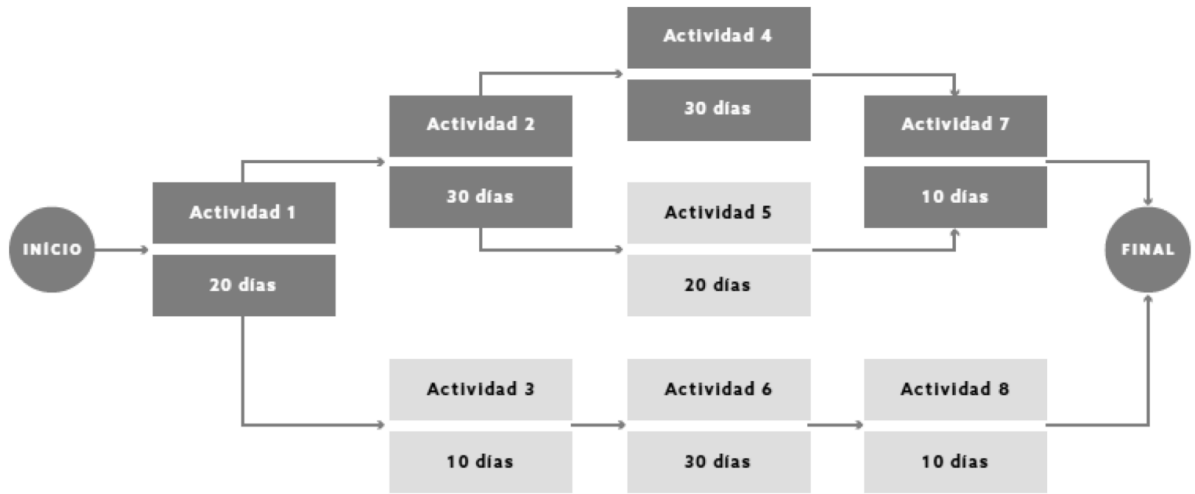 INÍCIO
Actividad 1
20 días
Actividad 2
30 días
Actividad 4
30 días
Actividad 5
20 días
Actividad 7
10 días
Actividad 3
10 días
Actividad 6
30 días
Actividad 8
10 días
FINAL